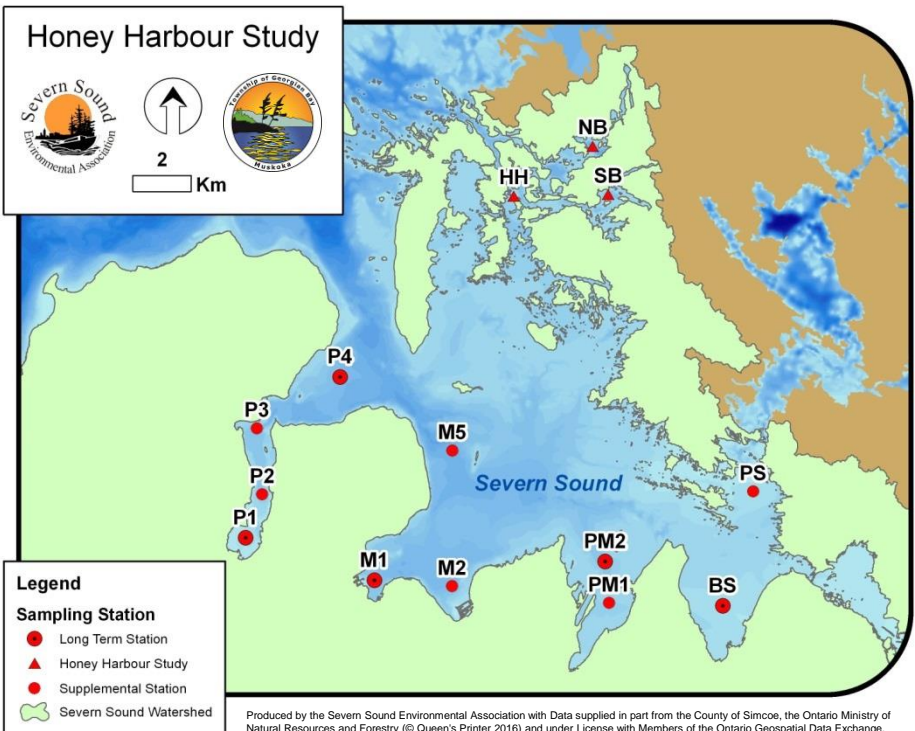 Honey Harbour Study
Severn Sound
Environmental Association
Township of Georgian Bay
Muskoka
2
Km
NB
HH
SB
P4
P3
M5
Severn Sound
PS
P2
P1
PM2
M1
M2
PM1
BS
Legend
Sampling Station
Long Term Station
Honey Harbour Study
Supplemental Station
Severn Sound Watershed
Produced by the Severn Sound Environmental Association with Data supplied in part from the County of Simcoe, the Ontario Ministry of
Natural Resources and Forestry (© Queen's Printer 2016) and under License with Members of the Ontario Geospatial Data Exchange.